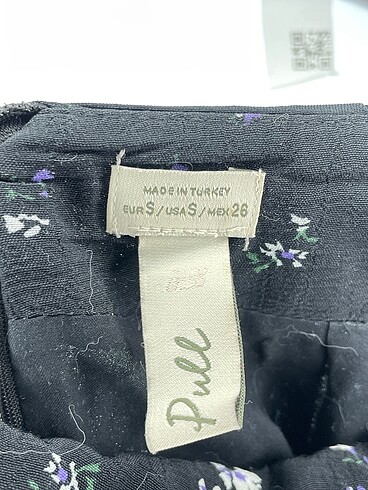 MADE IN TURKEY
EUR S / USA S / MEX 26
Pull